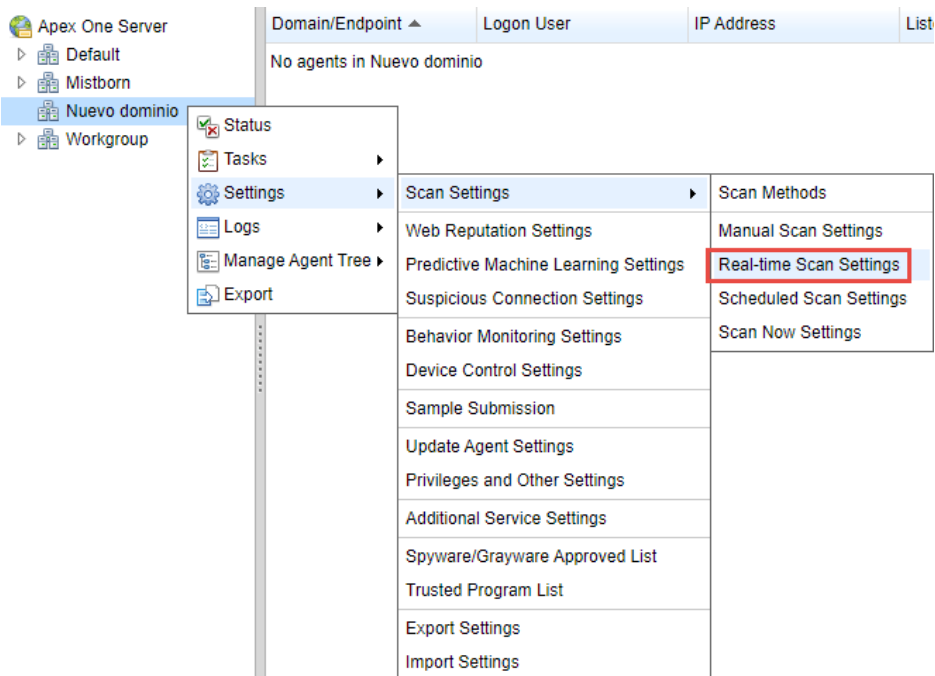 Apex One Server
Default
Mistborn
Nuevo dominio
Workgroup
Domain/Endpoint
Logon User
IP Address
List
No agents in Nuevo dominio
Status
Tasks
Settings
Logs
Manage Agent Tree
Export
Scan Settings
Web Reputation Settings
Predictive Machine Learning Settings
Suspicious Connection Settings
Behavior Monitoring Settings
Device Control Settings
Sample Submission
Update Agent Settings
Privileges and Other Settings
Additional Service Settings
Spyware/Grayware Approved List
Trusted Program List
Export Settings
Import Settings
Scan Methods
Manual Scan Settings
Real-time Scan Settings
Scheduled Scan Settings
Scan Now Settings